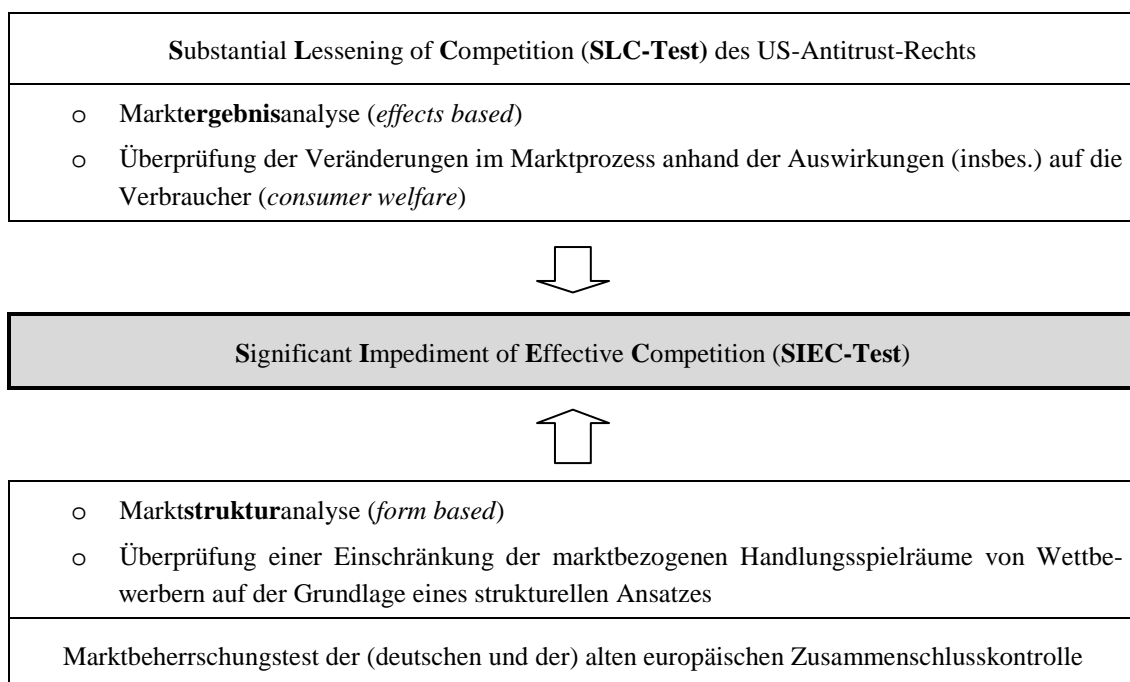 Substantial Lessening of Competition (SLC-Test) des US-Antitrust-Rechts
o Marktergebnisanalyse (effects based)
o Überprüfung der Veränderungen im Marktprozess anhand der Auswirkungen (insbes.) auf die
Verbraucher (consumer welfare)
Significant Impediment of Effective Competition (SIEC-Test)
o Marktstrukturanalyse (form based)
o Überprüfung einer Einschränkung der marktbezogenen Handlungsspielräume von Wettbe-
werbern auf der Grundlage eines strukturellen Ansatzes
Marktbeherrschungstest der (deutschen und der) alten europäischen Zusammenschlusskontrolle